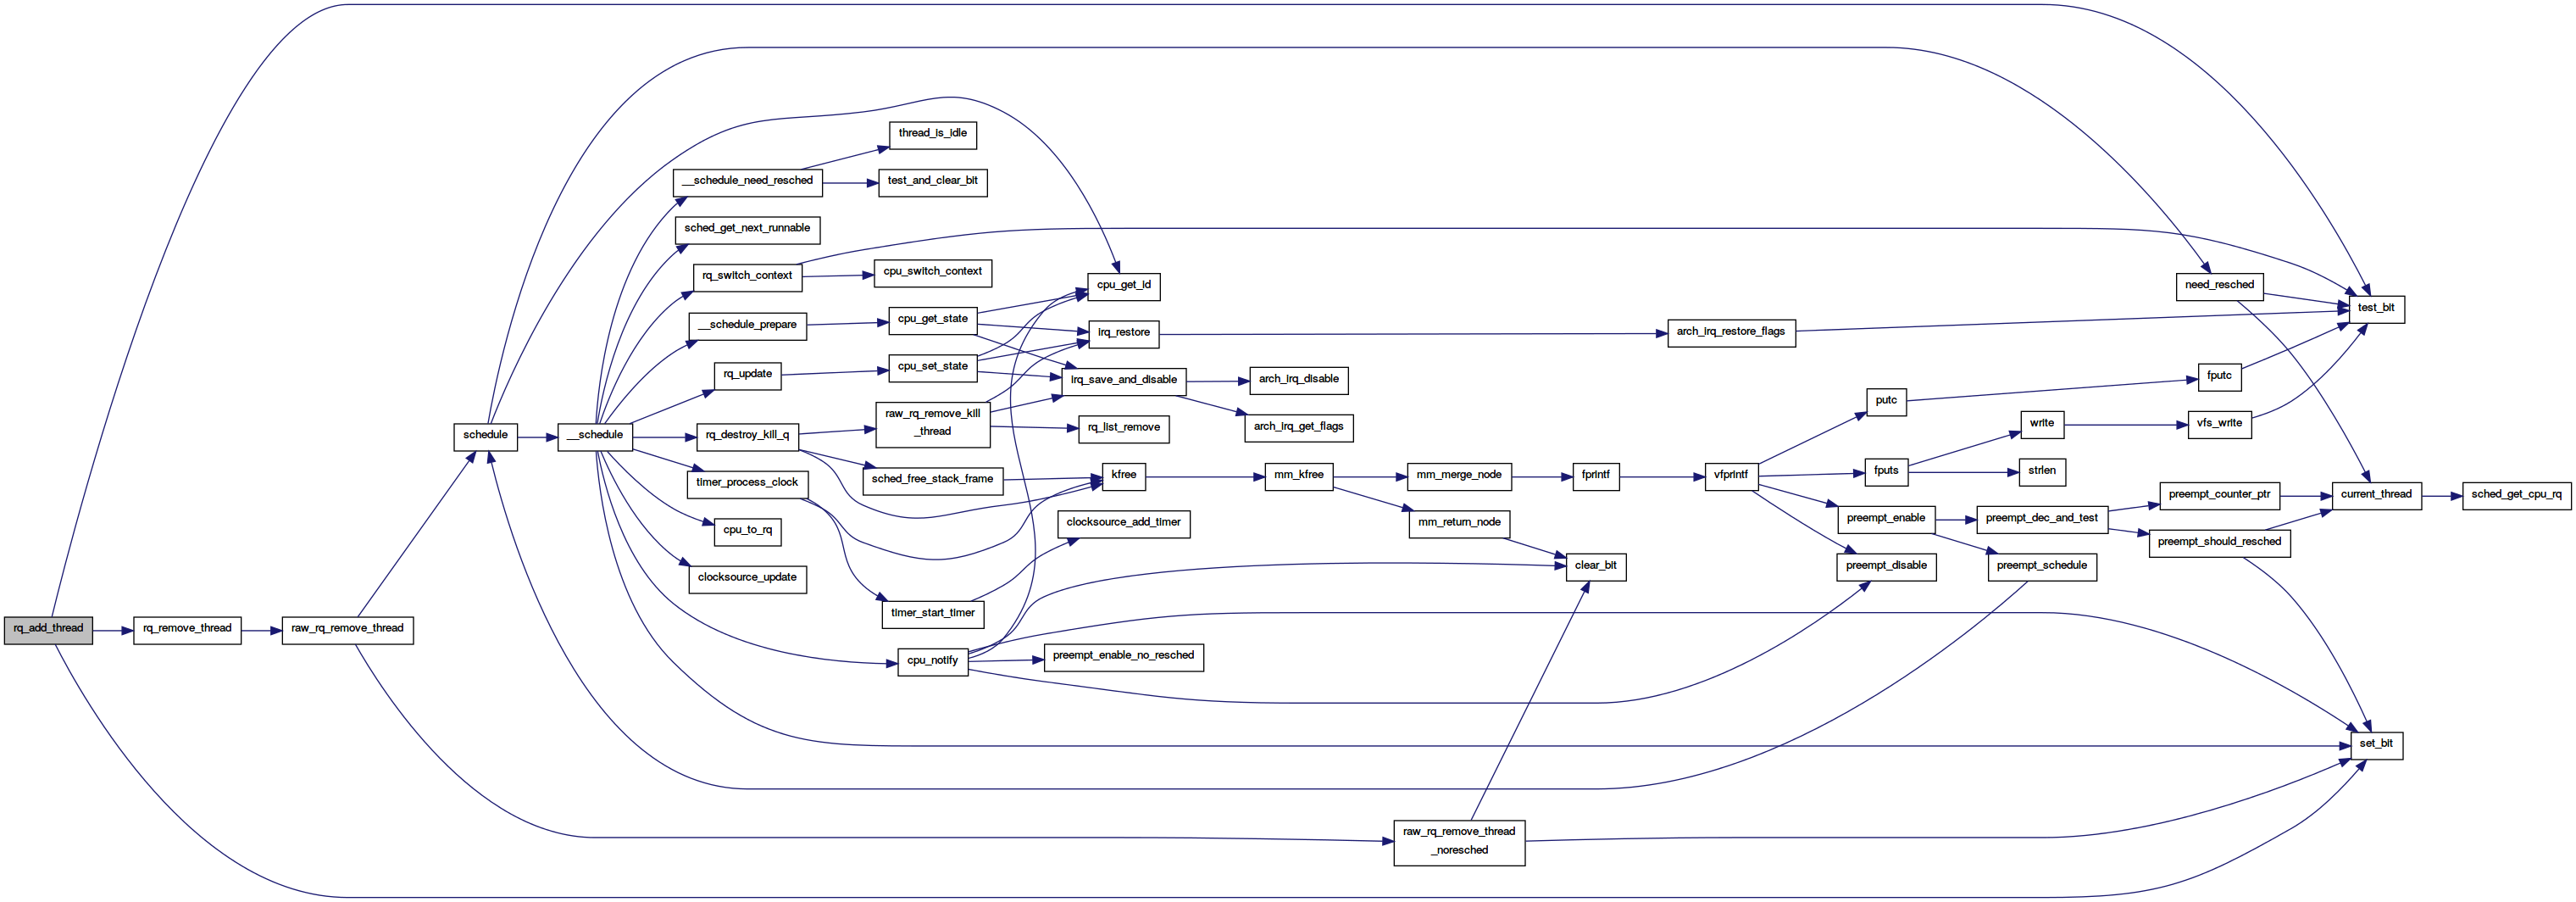 thread_is_idle
__schedule_need_resched
test_and_clear_bit
sched_get_next_runnable
rq_switch_context
cpu_switch_context
cpu_get_id
need_resched
test_bit
__schedule_prepare
cpu_get_state
irq_restore
arch_irq_restore_flags
rq_update
cpu_set_state
irq_save_and_disable
arch_irq_disable
fputc
putc
raw_rq_remove_kill
_thread
rq_list_remove
arch_irq_get_flags
write
vfs_write
schedule
__schedule
rq_destroy_kill_q
sched_free_stack_frame
kfree
mm_kfree
mm_merge_node
fprintf
vfprintf
fputs
strlen
timer_process_clock
preempt_counter_ptr
current_thread
sched_get_cpu_rq
cpu_to_rq
clocksource_add_timer
mm_return_node
preempt_enable
preempt_dec_and_test
preempt_should_resched
clocksource_update
clear_bit
preempt_disable
preempt_schedule
timer_start_timer
rq_add_thread
rq_remove_thread
raw_rq_remove_thread
cpu_notify
preempt_enable_no_resched
set_bit
raw_rq_remove_thread
_noresched